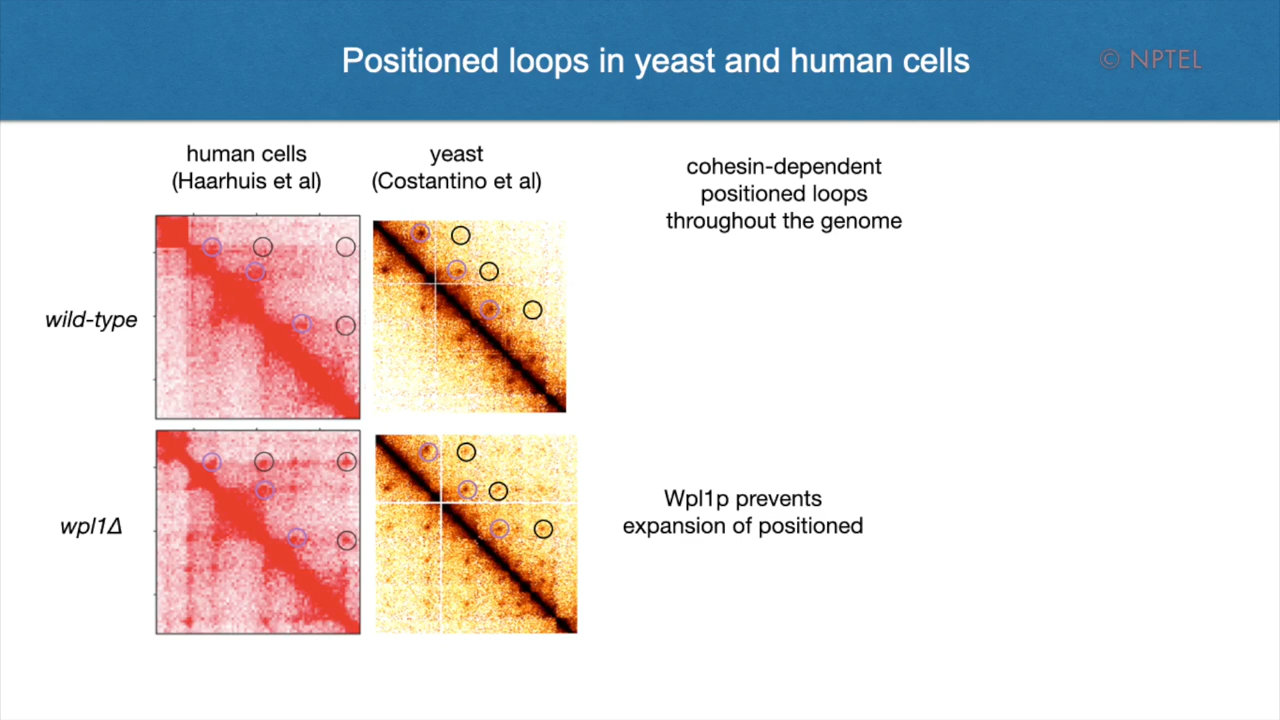 Positioned loops in yeast and human cells
© NPTEL
human cells
(Haarhuis et al)
yeast
(Costantino et al)
cohesin-dependent
positioned loops
throughout the genome
wild-type
wpl1Δ
Wpl1p prevents
expansion of positioned